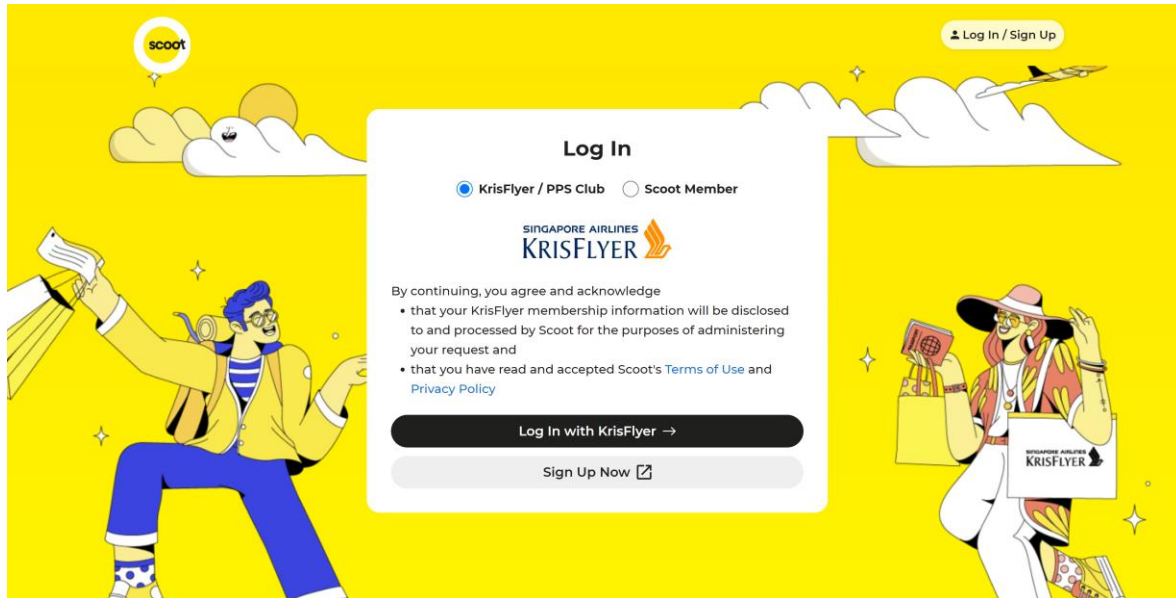 scoot
Log In / Sign Up
Log In
KrisFlyer / PPS Club
Scoot Member
SINGAPORE AIRLINES
KRISFLYER
By continuing, you agree and acknowledge
• that your KrisFlyer membership information will be disclosed
to and processed by Scoot for the purposes of administering
your request and
• that you have read and accepted Scoot's Terms of Use and
Privacy Policy
Log In with KrisFlyer →
Sign Up Now
SINGAPORE AIRLINES
KRISFLYER